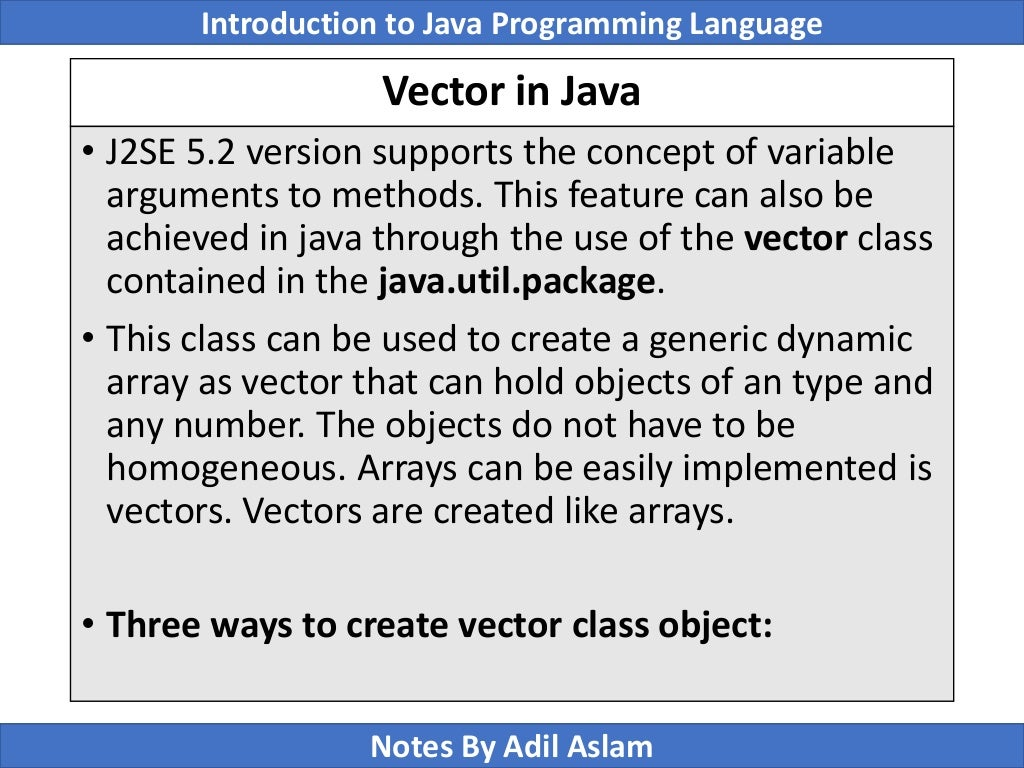 Introduction to Java Programming Language
Vector in Java
• J2SE 5.2 version supports the concept of variable
arguments to methods. This feature can also be
achieved in java through the use of the vector class
contained in the java.util.package.
• This class can be used to create a generic dynamic
array as vector that can hold objects of an type and
any number. The objects do not have to be
homogeneous. Arrays can be easily implemented is
vectors. Vectors are created like arrays.
• Three ways to create vector class object:
Notes By Adil Aslam